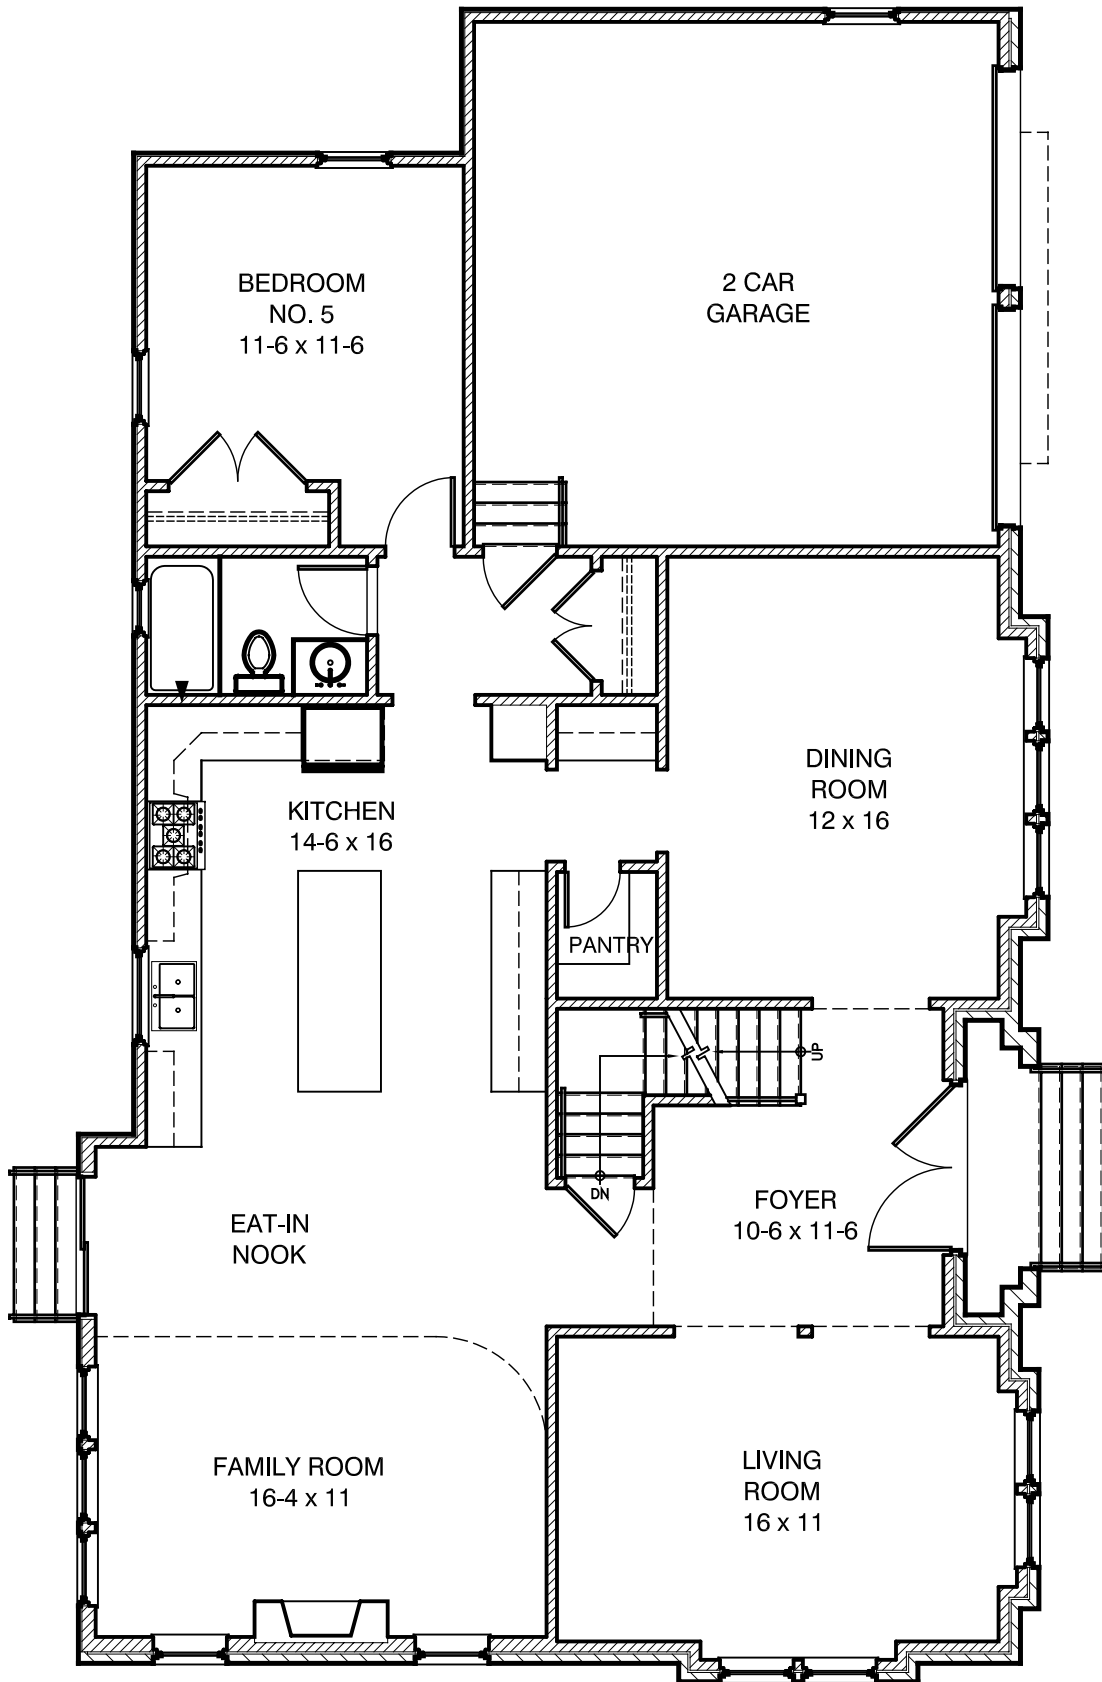 BEDROOM
NO. 5
11-6 x 11-6
2 CAR
GARAGE
DINING
ROOM
12 x 16
KITCHEN
14-6 x 16
PANTRY
UP
DN
FOYER
10-6 x 11-6
EAT-IN
NOOK
FAMILY ROOM
16-4 x 11
LIVING
ROOM
16 x 11